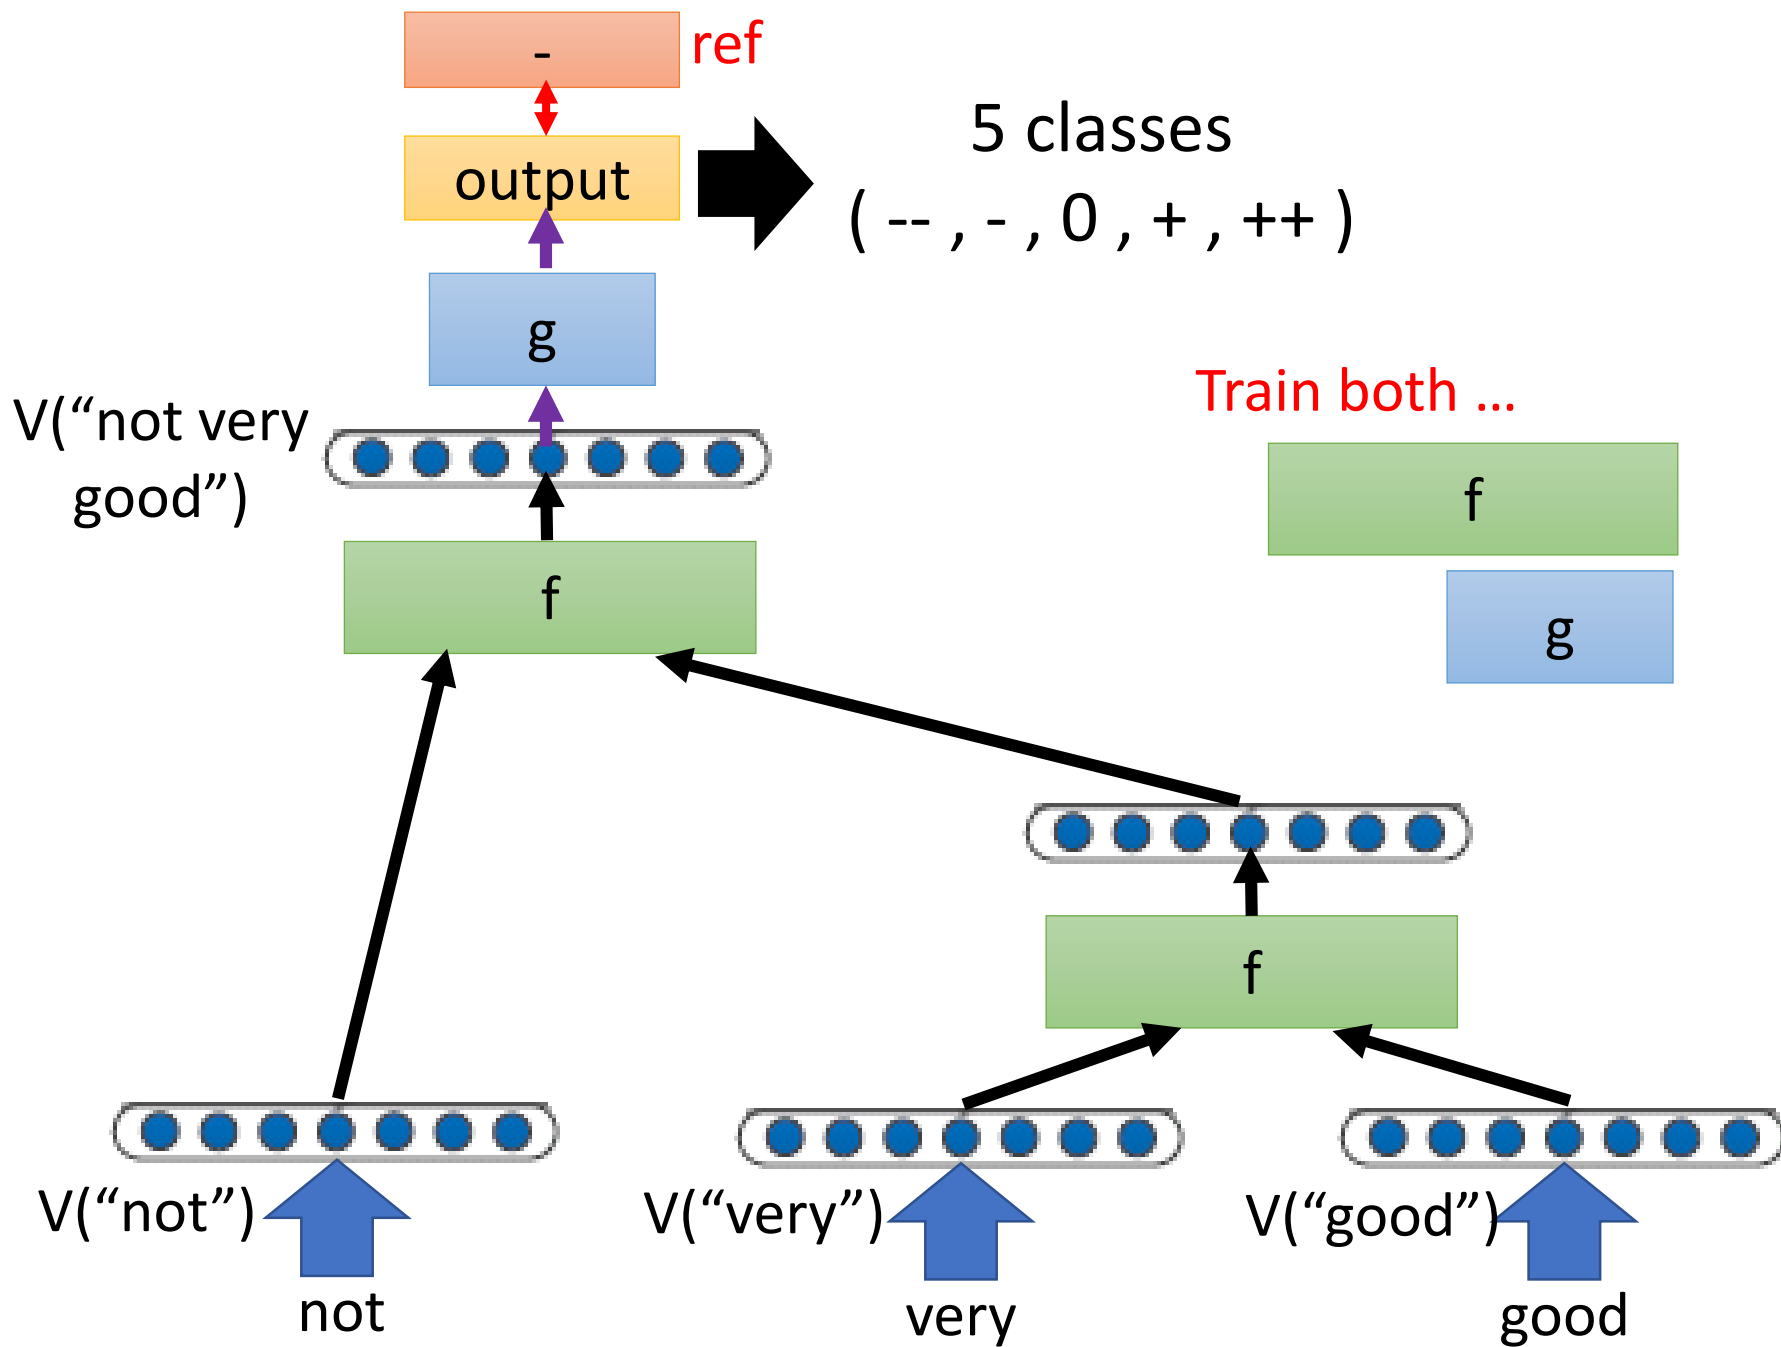 -
ref
output
5 classes
( -- , - , 0 , + , ++ )
g
V(“not very
good”)
Train both ...
f
g
f
f
V(“not”)
V(“very”)
V(“good”)
not
very
good